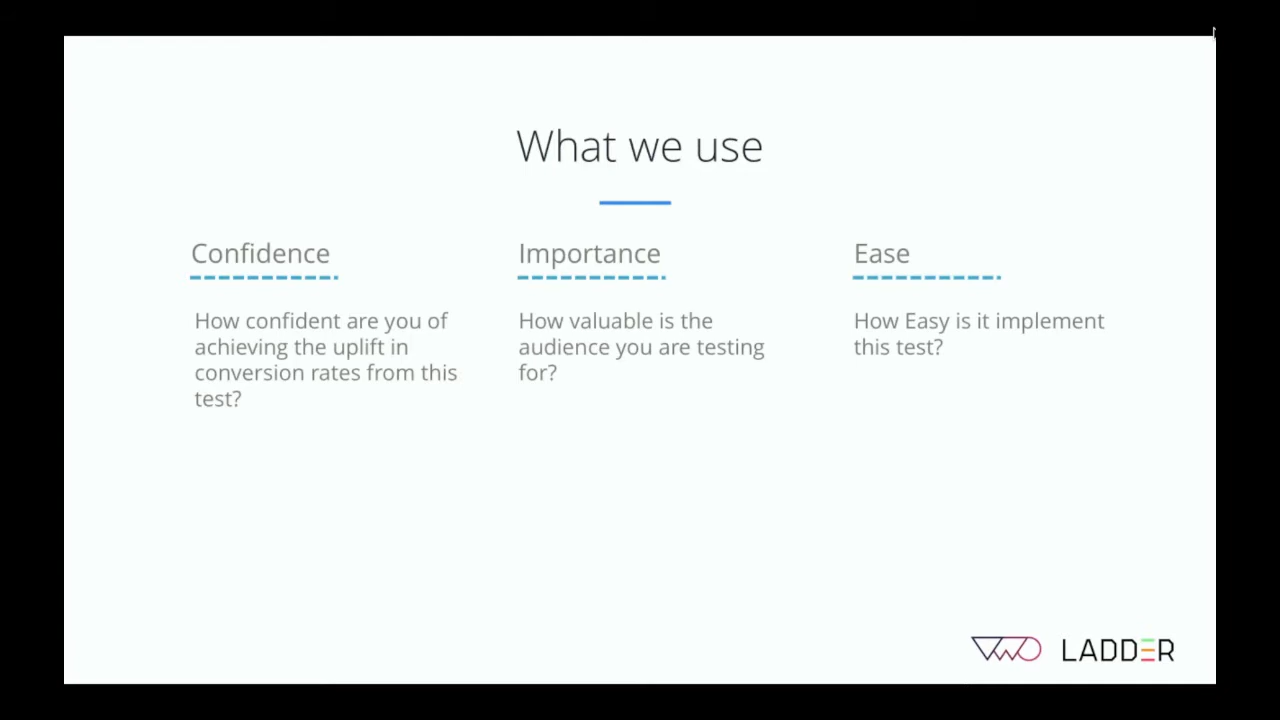 What we use
Confidence
How confident are you of
achieving the uplift in
conversion rates from this
test?
Importance
How valuable is the
audience you are testing
for?
Ease
How Easy is it implement
this test?
VWO
LADDER